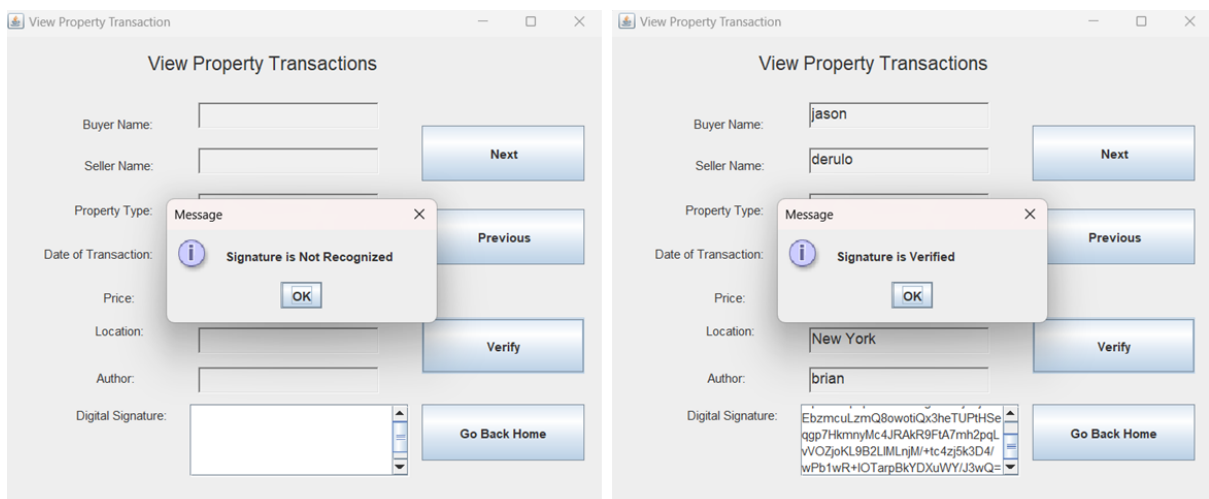 View Property Transaction
View Property Transactions
Buyer Name:
Seller Name:
Next
Property Type:
Message
Previous
Signature is Not Recognized
Date of Transaction:
OK
Price:
Location:
Verify
Author:
Digital Signature:
Go Back Home
View Property Transaction
View Property Transactions
Buyer Name: jason
Seller Name: derulo
Next
Property Type:
Message
Previous
Signature is Verified
Date of Transaction:
OK
Price:
Location: New York
Verify
Author: brian
Digital Signature:
EbzmcuLzmQ8owotiQx3heTUPtHSe
qgp7HkmnyMc4JRAkR9FtA7mh2pqL
vVOZjoKL9B2LlMLnjM/+tc4zj5k3D4/
wPb1wR+IOTarpBkYDXuWY/J3wQ=
Go Back Home